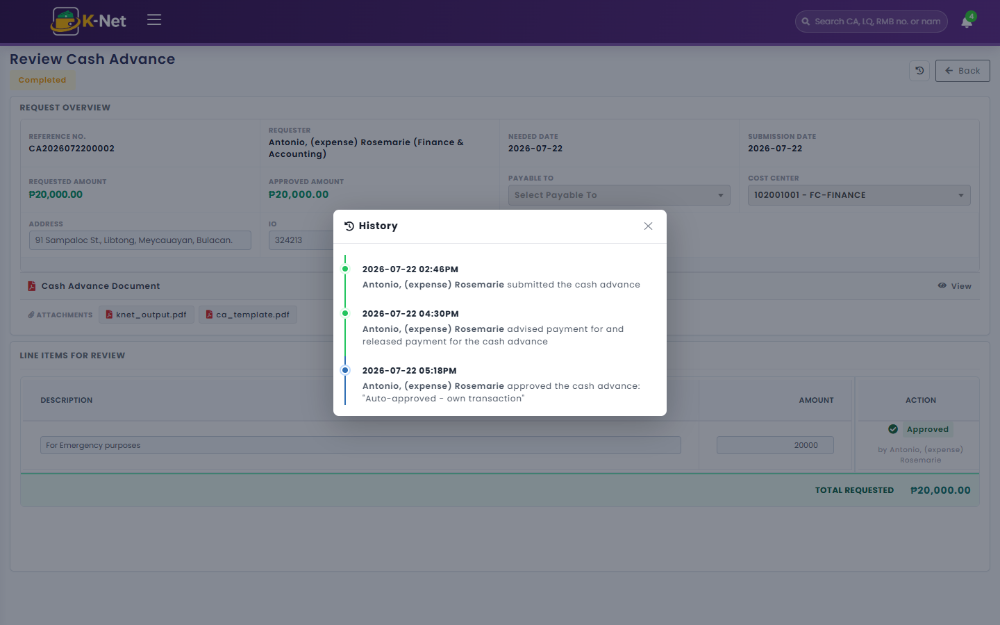 K-Net
Search CA, LQ, RMB no. or nam
4
Review Cash Advance
Completed
Back
REQUEST OVERVIEW
REFERENCE NO.
CA2026072200002
REQUESTER
Antonio, (expense) Rosemarie (Finance &
Accounting)
NEEDED DATE
2026-07-22
SUBMISSION DATE
2026-07-22
REQUESTED AMOUNT
₱20,000.00
APPROVED AMOUNT
₱20,000.00
PAYABLE TO
Select Payable To
COST CENTER
102001001 - FC-FINANCE
ADDRESS
91 Sampaloc St., Libtong, Meycauayan, Bulacan.
IO
324213
Cash Advance Document
View
ATTACHMENTS
knet_output.pdf
ca_template.pdf
History
2026-07-22 02:46PM
Antonio, (expense) Rosemarie submitted the cash advance
2026-07-22 04:30PM
Antonio, (expense) Rosemarie advised payment for and
released payment for the cash advance
2026-07-22 05:18PM
Antonio, (expense) Rosemarie approved the cash advance:
"Auto-approved - own transaction"
LINE ITEMS FOR REVIEW
DESCRIPTION
AMOUNT
ACTION
For Emergency purposes
20000
Approved
by Antonio, (expense)
Rosemarie
TOTAL REQUESTED
₱20,000.00